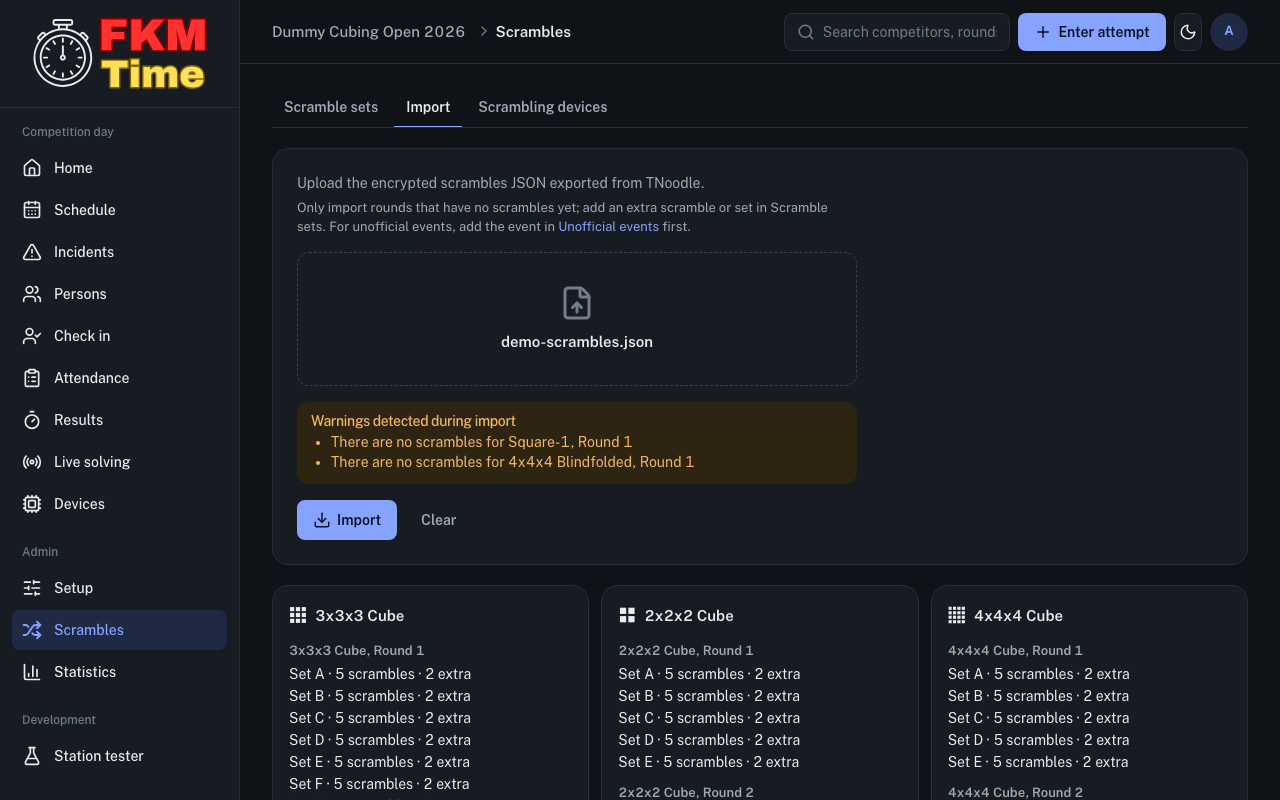 FKM
Time
Competition day
Home
Schedule
Incidents
Persons
Check in
Attendance
Results
Live solving
Devices
Admin
Setup
Scrambles
Statistics
Development
Station tester
Dummy Cubing Open 2026
Scrambles
Search competitors, round
Enter attempt
A
Scramble sets
Import
Scrambling devices
Upload the encrypted scrambles JSON exported from TNoodle.
Only import rounds that have no scrambles yet; add an extra scramble or set in Scramble
sets. For unofficial events, add the event in Unofficial events first.
demo-scrambles.json
Warnings detected during import
• There are no scrambles for Square-1, Round 1
• There are no scrambles for 4x4x4 Blindfolded, Round 1
Import
Clear
3x3x3 Cube
3x3x3 Cube, Round 1
Set A · 5 scrambles · 2 extra
Set B · 5 scrambles · 2 extra
Set C · 5 scrambles · 2 extra
Set D · 5 scrambles · 2 extra
Set E · 5 scrambles · 2 extra
Set F · 5 scrambles · 2 extra
2x2x2 Cube
2x2x2 Cube, Round 1
Set A · 5 scrambles · 2 extra
Set B · 5 scrambles · 2 extra
Set C · 5 scrambles · 2 extra
Set D · 5 scrambles · 2 extra
Set E · 5 scrambles · 2 extra
2x2x2 Cube, Round 2
4x4x4 Cube
4x4x4 Cube, Round 1
Set A · 5 scrambles · 2 extra
Set B · 5 scrambles · 2 extra
Set C · 5 scrambles · 2 extra
Set D · 5 scrambles · 2 extra
Set E · 5 scrambles · 2 extra
4x4x4 Cube, Round 2